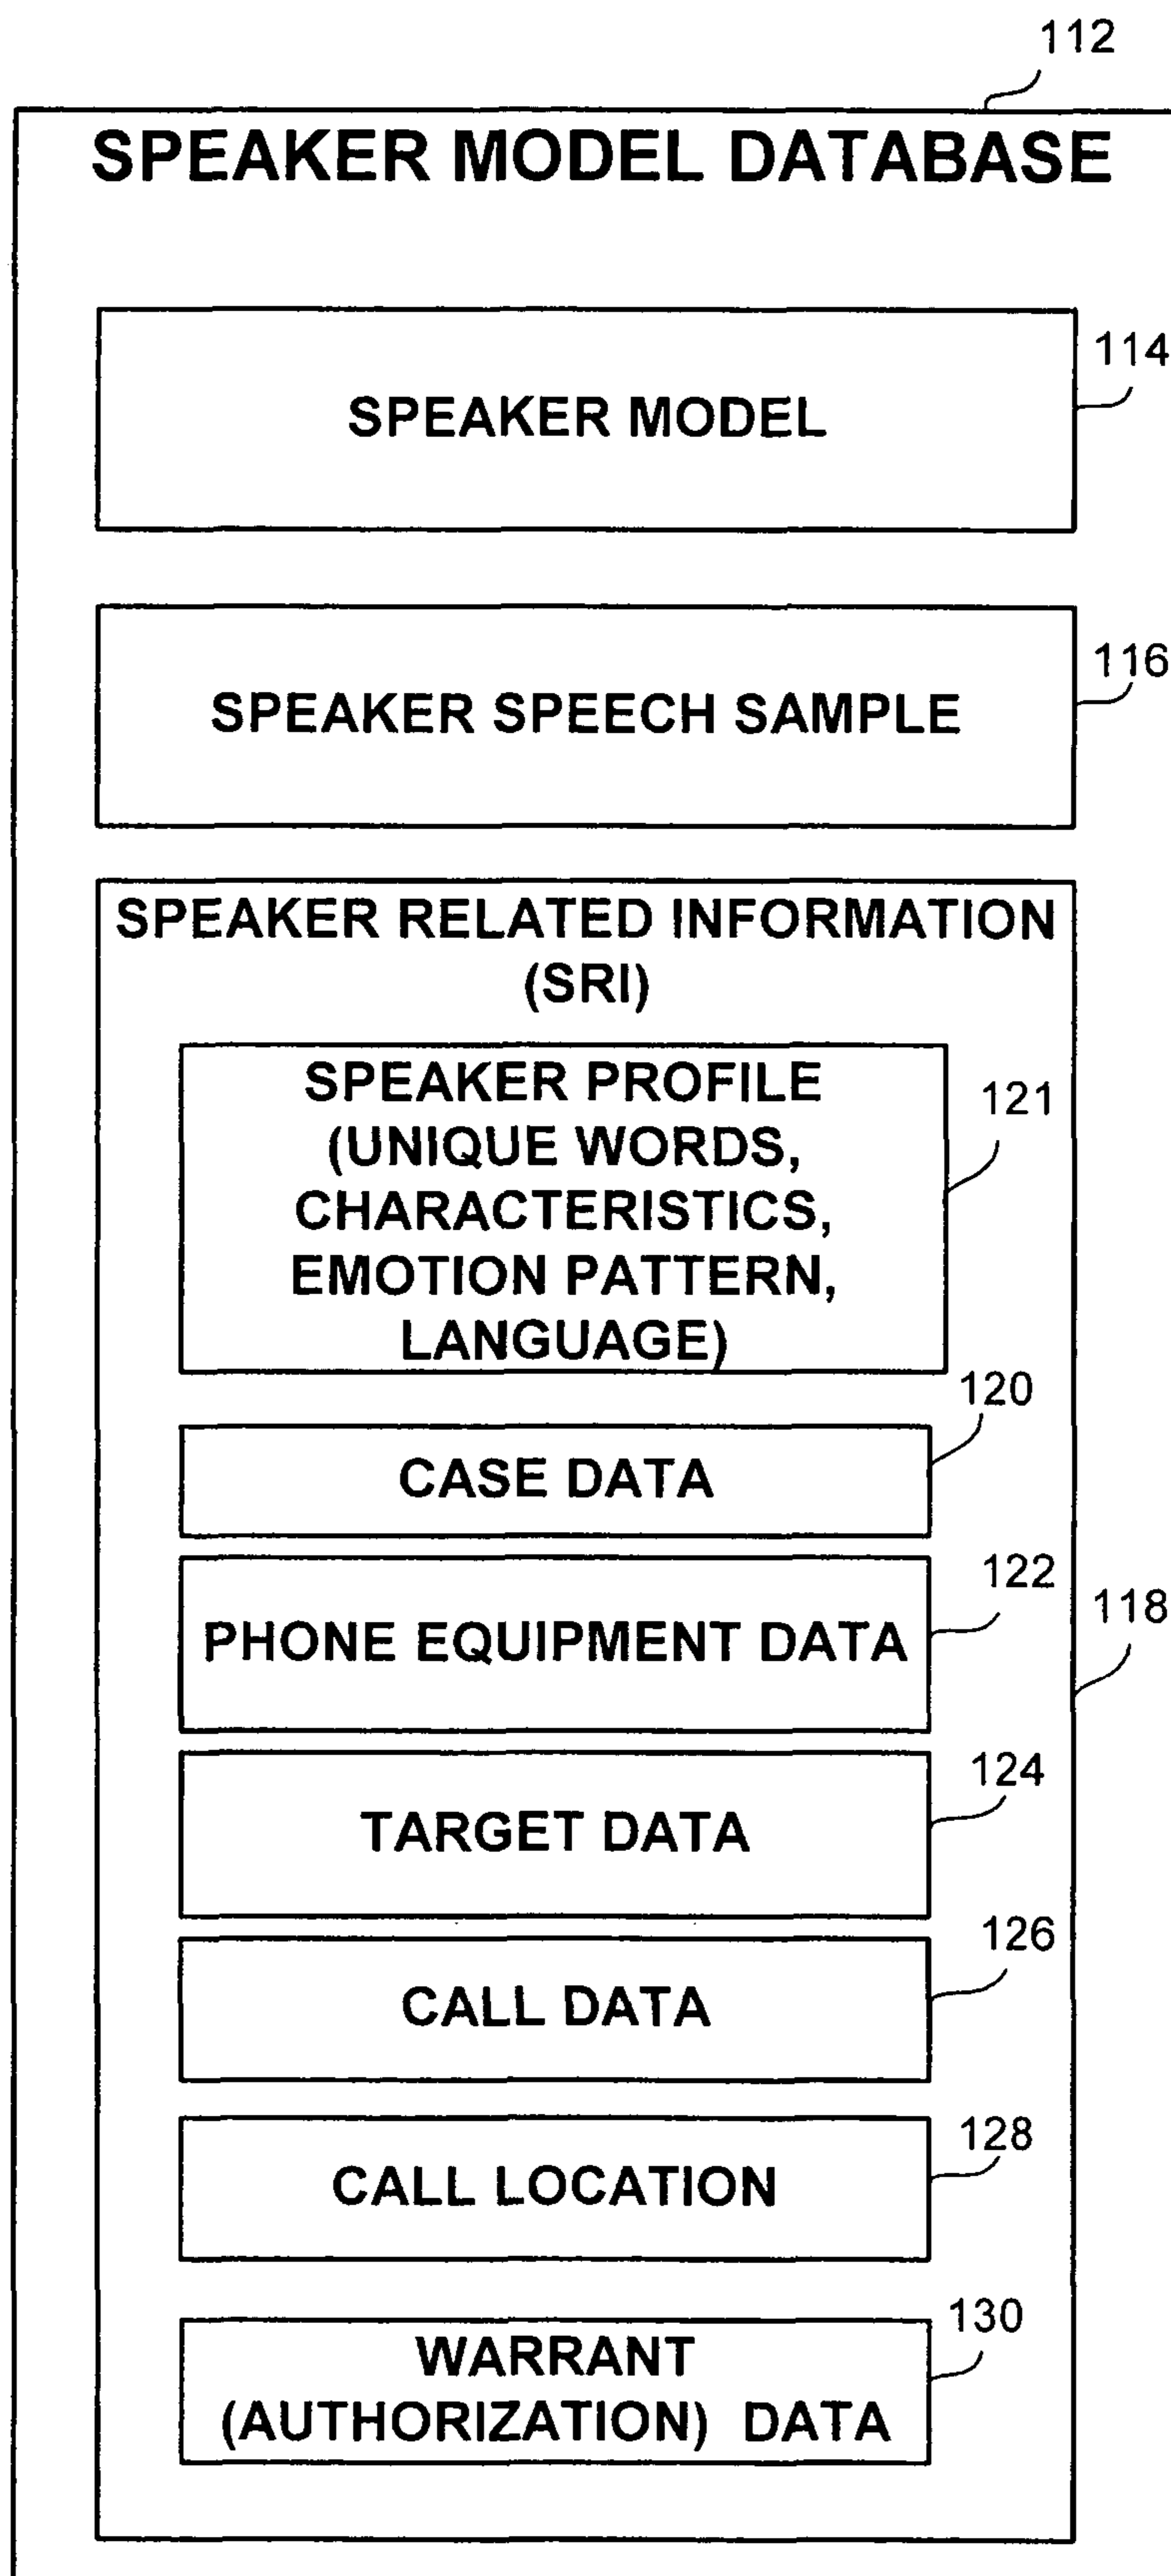 112
SPEAKER MODEL DATABASE
SPEAKER MODEL
114
SPEAKER SPEECH SAMPLE
116
SPEAKER RELATED INFORMATION
(SRI)
SPEAKER PROFILE
(UNIQUE WORDS,
CHARACTERISTICS,
EMOTION PATTERN,
LANGUAGE)
121
CASE DATA
120
PHONE EQUIPMENT DATA
122
118
TARGET DATA
124
CALL DATA
126
CALL LOCATION
128
WARRANT
(AUTHORIZATION) DATA
130